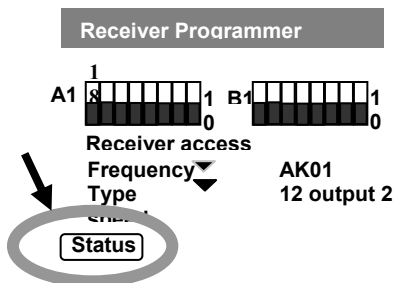 Receiver Programmer
1
A1 8 1 B1 1
0 0
Receiver access
Frequency AK01
Type 12 output 2
Status